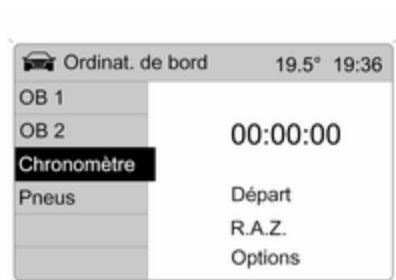 Ordinat. de bord 19.5° 19:36
OB 1
OB 2
00:00:00
Chronomètre
Pneus
Départ
R.A.Z.
Options